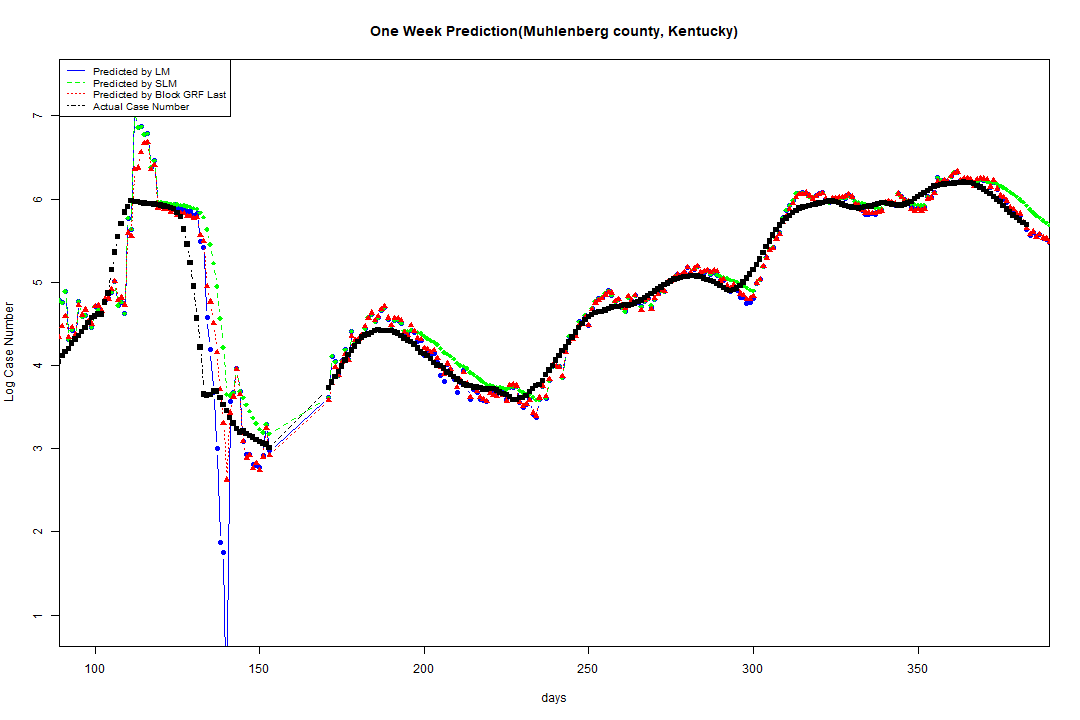 One Week Prediction(Muhlenberg county, Kentucky)
Predicted by LM
Predicted by SLM
Predicted by Block GRF Last
Actual Case Number
Log Case Number
7
6
5
4
3
2
1
100 150 200 250 300 350
days